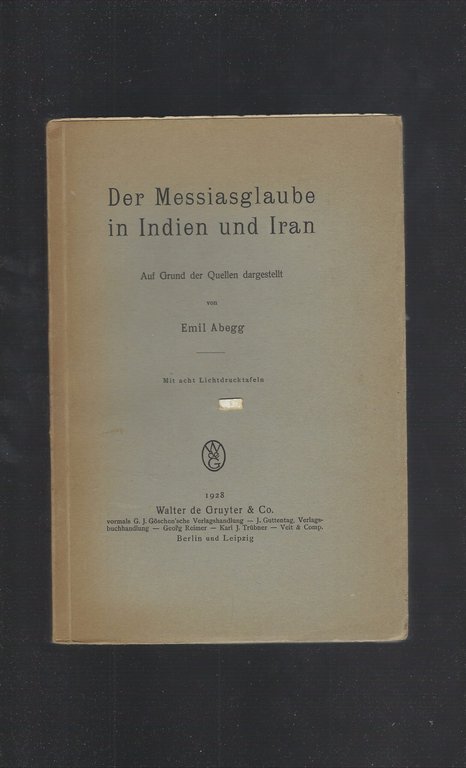 Der Messiasglaube
in Indien und Iran
Auf Grund der Quellen dargestellt
von
Emil Abegg
Mit acht Lichtdrucktafeln
W
de
G
1928
Walter de Gruyter & Co.
vormals G. J. Göschen'sche Verlagshandlung — J. Guttentag, Verlags-
buchhandlung — Georg Reimer — Karl J. Trübner — Veit & Comp.
Berlin und Leipzig